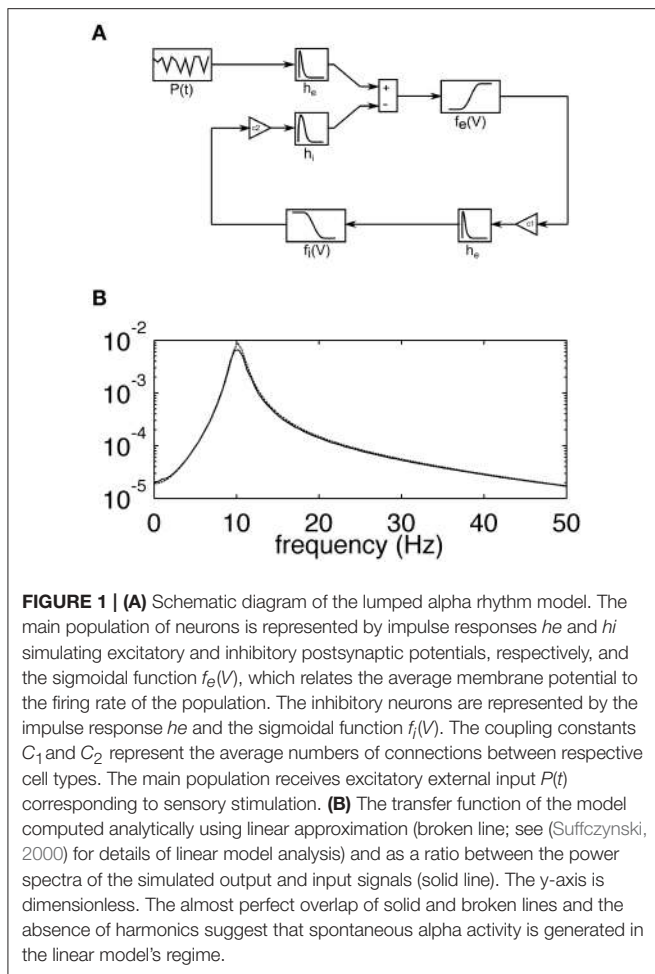 A
P(t)
he
+
-
fe(V)
c2
hi
fi(V)
he
c1
B
10-2
10-3
10-4
10-5
0 10 20 30 40 50
frequency (Hz)
FIGURE 1 | (A) Schematic diagram of the lumped alpha rhythm model. The
main population of neurons is represented by impulse responses he and hi
simulating excitatory and inhibitory postsynaptic potentials, respectively, and
the sigmoidal function fe(V), which relates the average membrane potential to
the firing rate of the population. The inhibitory neurons are represented by the
impulse response he and the sigmoidal function fi(V). The coupling constants
C1and C2 represent the average numbers of connections between respective
cell types. The main population receives excitatory external input P(t)
corresponding to sensory stimulation. (B) The transfer function of the model
computed analytically using linear approximation (broken line; see (Suffczynski,
2000) for details of linear model analysis) and as a ratio between the power
spectra of the simulated output and input signals (solid line). The y-axis is
dimensionless. The almost perfect overlap of solid and broken lines and the
absence of harmonics suggest that spontaneous alpha activity is generated in
the linear model's regime.